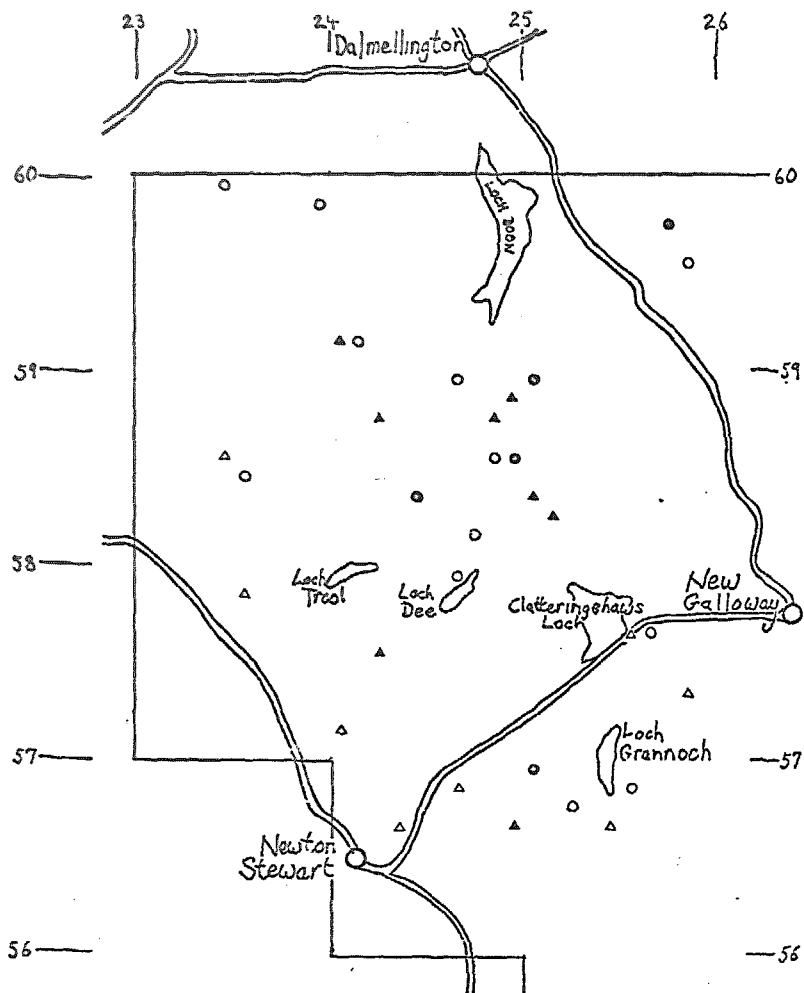 23
24
25
26
Dalmellington
60
60
LOCH DOON
59
59
58
Loch
Trool
Loch
Dee
Clatteringshaws
Loch
New
Galloway
57
57
Loch
Grannoch
Newton
Stewart
56
56